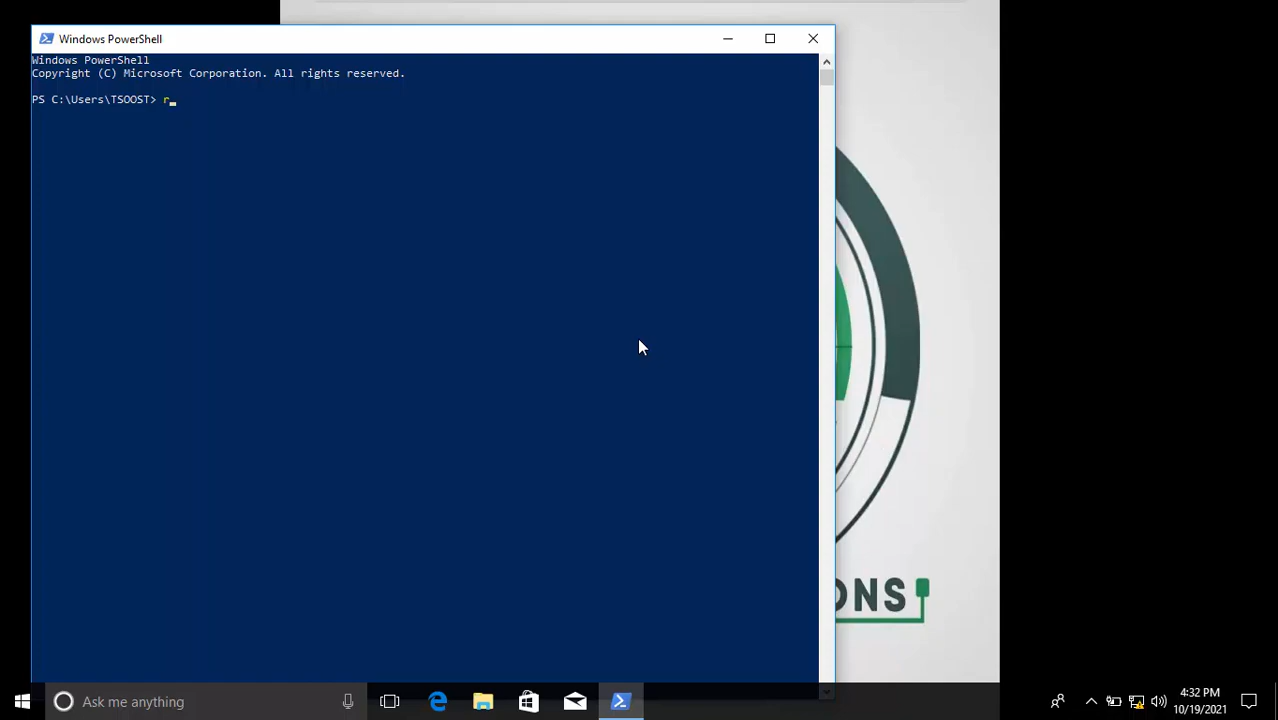 Windows PowerShell
Windows PowerShell
Copyright (C) Microsoft Corporation. All rights reserved.
PS C:\Users\TSOOST> r_
ONS
Ask me anything
4:32 PM
10/19/2021